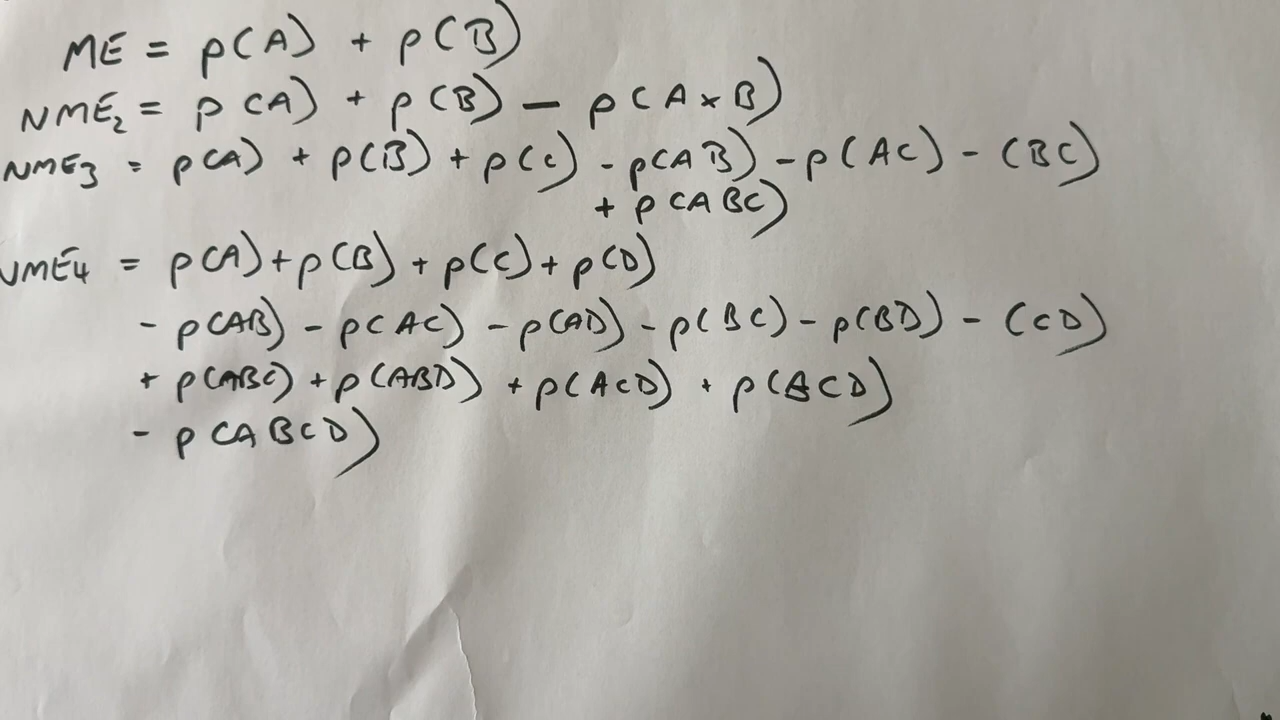 ME = p(A) + p(B)
NME₂ = p(A) + p(B) - p(A × B)
NME3 = p(A) + p(B) + p(C) - p(AB) - p(AC) - (BC)
+ p(ABC)
NME4 = p(A) + p(B) + p(C) + p(D)
- p(AB) - p(AC) - p(AD) - p(BC) - p(BD) - (CD)
+ p(ABC) + p(ABD) + p(ACD) + p(BCD)
- p(ABCD)